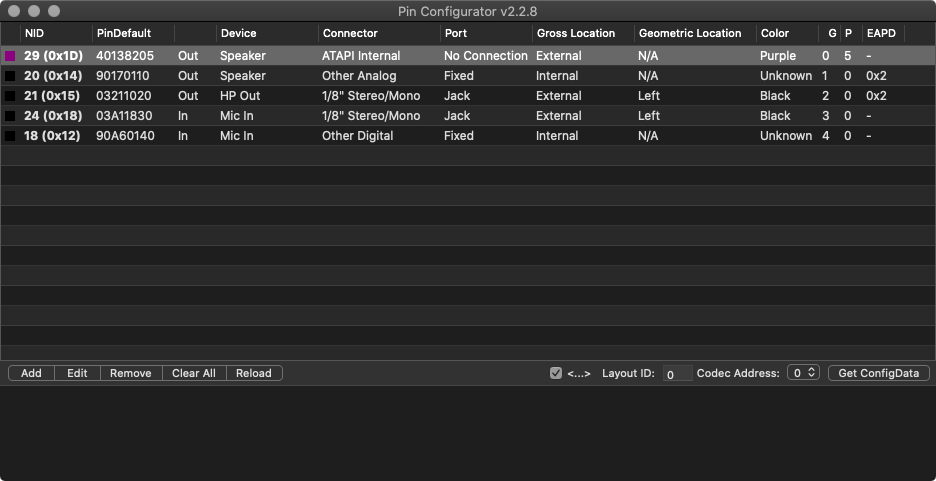 Pin Configurator v2.2.8
NID PinDefault Device Connector Port Gross Location Geometric Location Color G P EAPD
29 (0x1D) 40138205 Out Speaker ATAPI Internal No Connection External N/A Purple 0 5 -
20 (0x14) 90170110 Out Speaker Other Analog Fixed Internal N/A Unknown 1 0 0x2
21 (0x15) 03211020 Out HP Out 1/8" Stereo/Mono Jack External Left Black 2 0 0x2
24 (0x18) 03A11830 In Mic In 1/8" Stereo/Mono Jack External Left Black 3 0 -
18 (0x12) 90A60140 In Mic In Other Digital Fixed Internal N/A Unknown 4 0 -
Add Edit Remove Clear All Reload <...> Layout ID: 0 Codec Address: 0 Get ConfigData